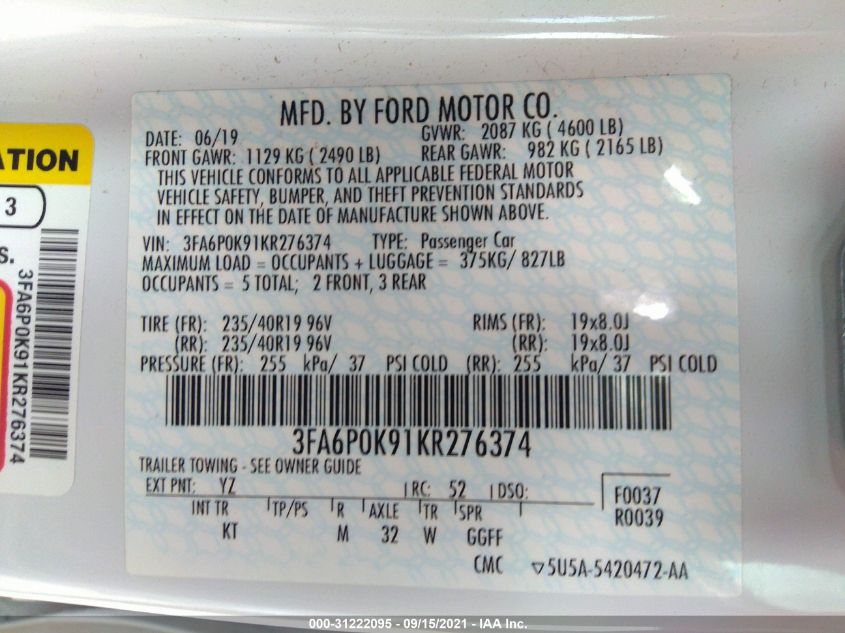 MFD. BY FORD MOTOR CO.
DATE: 06/19 GVWR: 2087 KG ( 4600 LB)
FRONT GAWR: 1129 KG ( 2490 LB) REAR GAWR: 982 KG ( 2165 LB)
THIS VEHICLE CONFORMS TO ALL APPLICABLE FEDERAL MOTOR
VEHICLE SAFETY, BUMPER, AND THEFT PREVENTION STANDARDS
IN EFFECT ON THE DATE OF MANUFACTURE SHOWN ABOVE.
VIN: 3FA6P0K91KR276374 TYPE: Passenger Car
MAXIMUM LOAD = OCCUPANTS + LUGGAGE = 375KG/ 827LB
OCCUPANTS = 5 TOTAL; 2 FRONT, 3 REAR
TIRE (FR): 235/40R19 96V RIMS (FR): 19x8.0J
(RR): 235/40R19 96V (RR): 19x8.0J
PRESSURE (FR): 255 kPa/ 37 PSI COLD (RR): 255 kPa/ 37 PSI COLD
3FA6P0K91KR276374
TRAILER TOWING - SEE OWNER GUIDE
EXT PNT: YZ RC: 52 DSO: F0037
INT TR TP/PS R AXLE TR SPR R0039
KT M 32 W GGFF
CMC ▽5U5A-5420472-AA
ATION
3
S.
3FA6P0K91KR276374
000-31222095 - 09/15/2021 - IAA Inc.